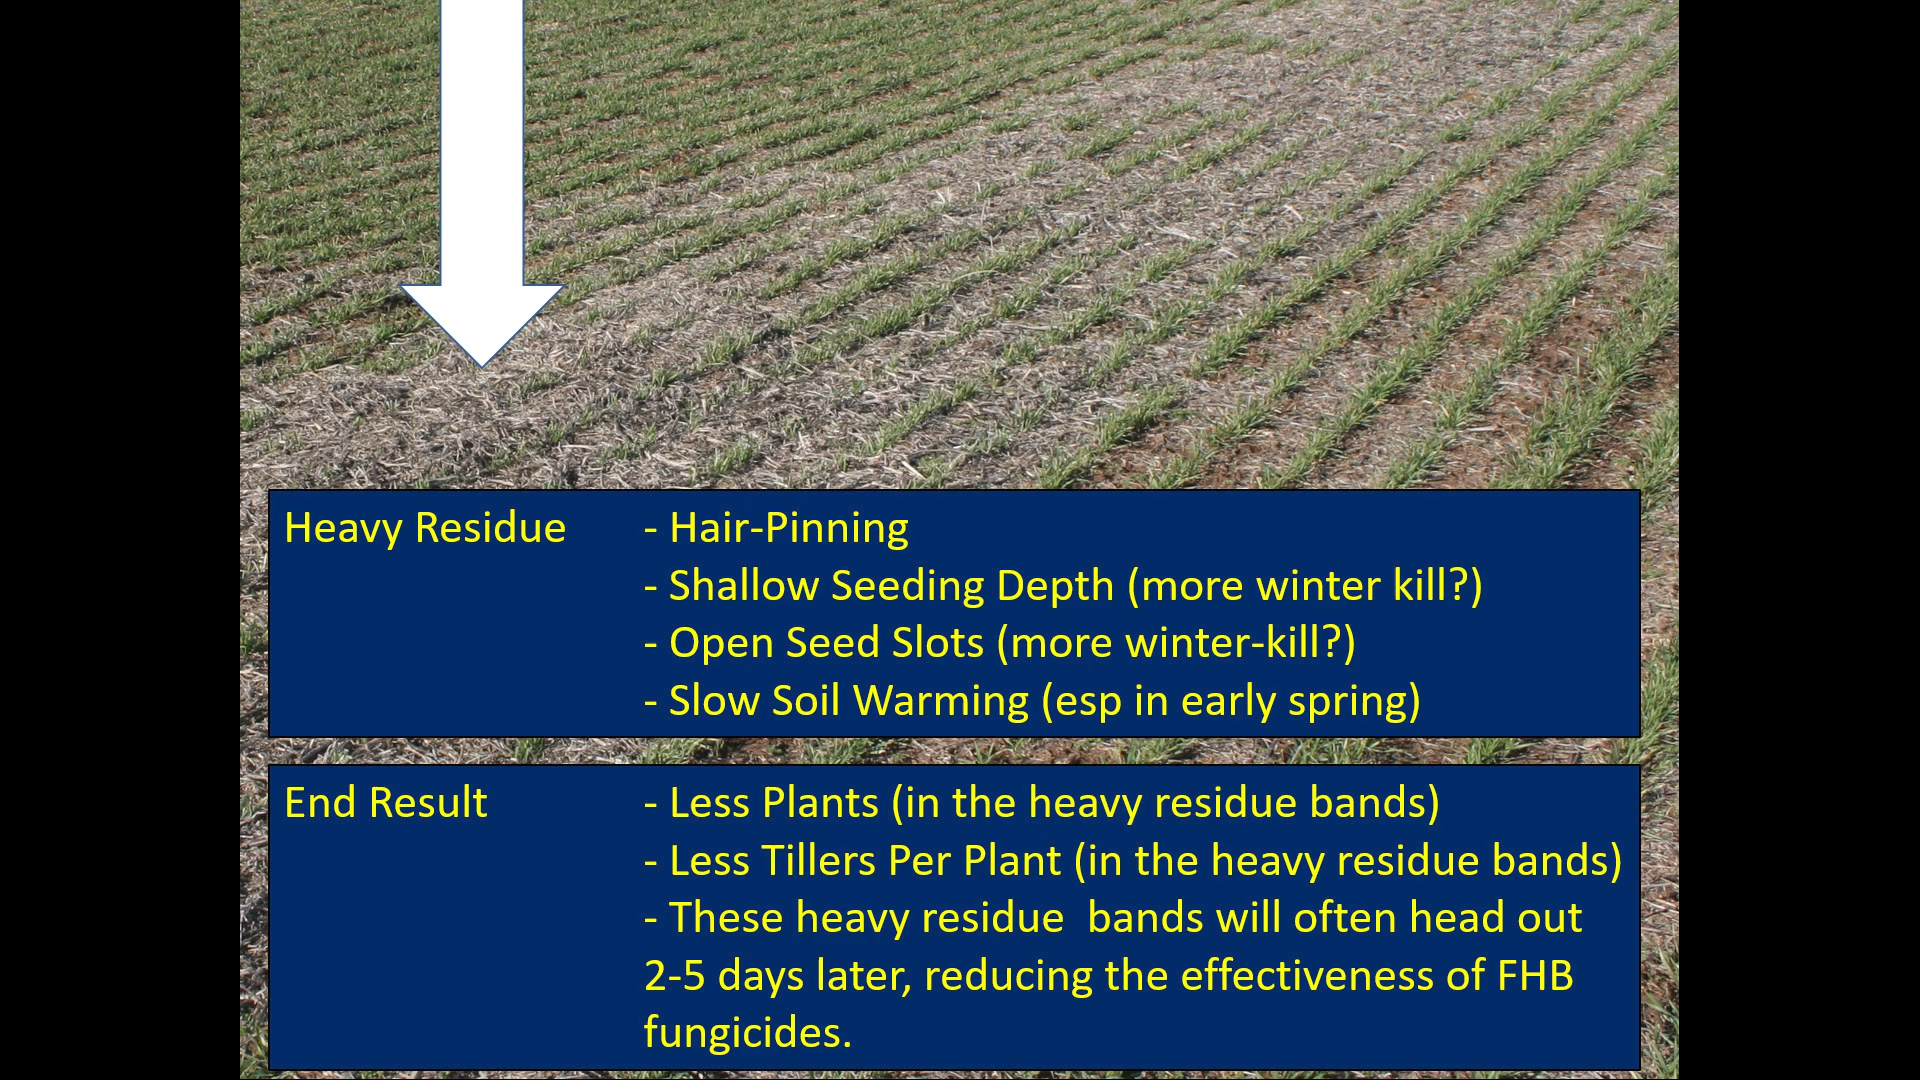 Heavy Residue - Hair-Pinning
- Shallow Seeding Depth (more winter kill?)
- Open Seed Slots (more winter-kill?)
- Slow Soil Warming (esp in early spring)
End Result - Less Plants (in the heavy residue bands)
- Less Tillers Per Plant (in the heavy residue bands)
- These heavy residue  bands will often head out
2-5 days later, reducing the effectiveness of FHB
fungicides.